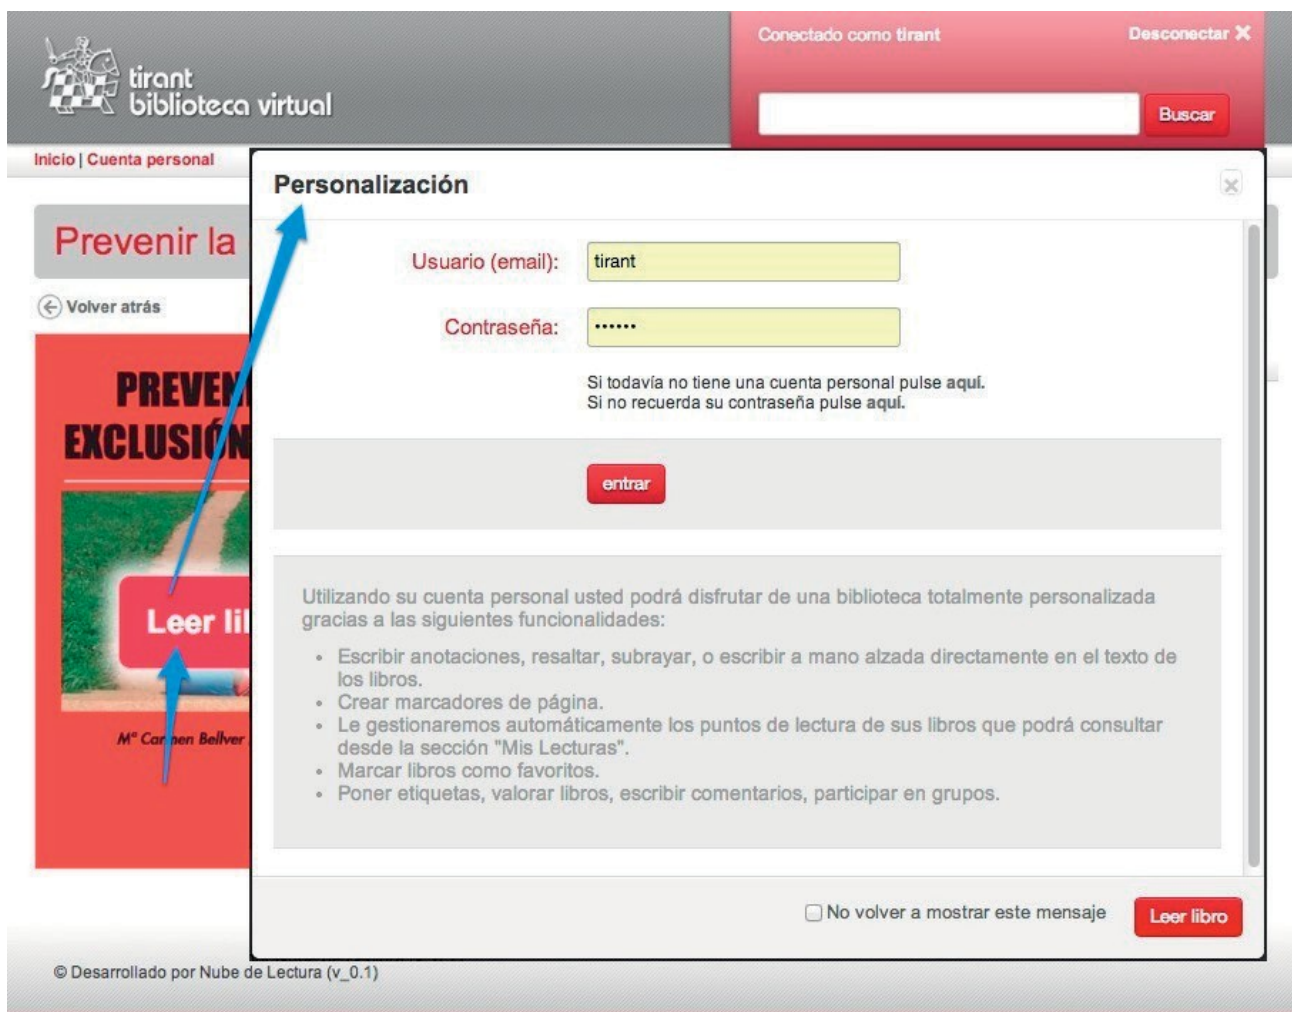 Conectado como tirant
Desconectar
tirant
biblioteca virtual
Buscar
Inicio | Cuenta personal
Personalización
Prevenir la
Usuario (email):
tirant
Volver atrás
Contraseña:
••••••
Si todavía no tiene una cuenta personal pulse aquí.
Si no recuerda su contraseña pulse aquí.
PREVEN
EXCLUSIÓN
entrar
Utilizando su cuenta personal usted podrá disfrutar de una biblioteca totalmente personalizada
gracias a las siguientes funcionalidades:
Leer li
• Escribir anotaciones, resaltar, subrayar, o escribir a mano alzada directamente en el texto de
los libros.
• Crear marcadores de página.
• Le gestionaremos automáticamente los puntos de lectura de sus libros que podrá consultar
desde la sección "Mis Lecturas".
• Marcar libros como favoritos.
• Poner etiquetas, valorar libros, escribir comentarios, participar en grupos.
Mª Carmen Bellver
No volver a mostrar este mensaje
Leer libro
© Desarrollado por Nube de Lectura (v_0.1)